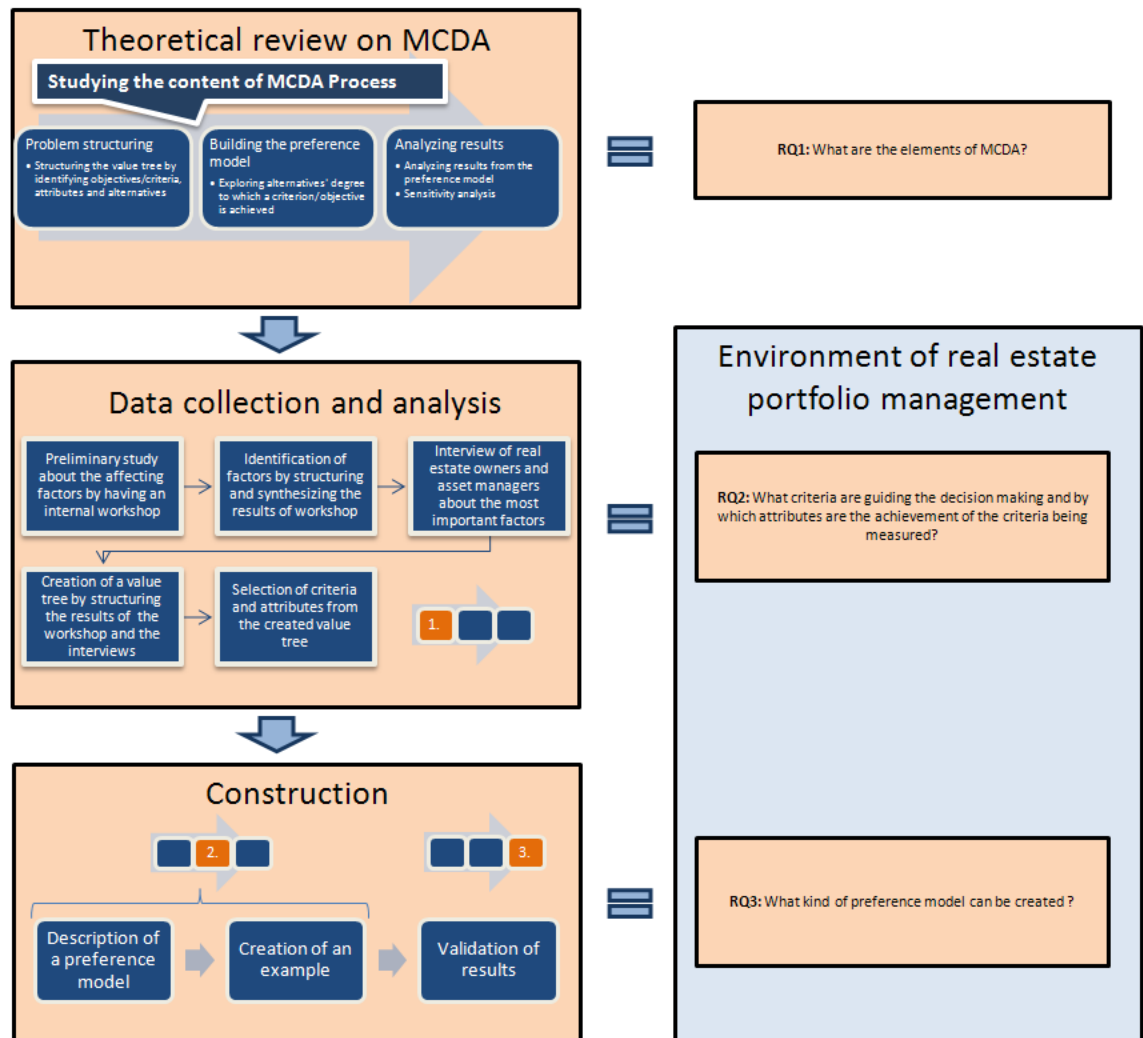 Theoretical review on MCDA
Studying the content of MCDA Process
Problem structuring
• Structuring the value tree by
identifying objectives/criteria,
attributes and alternatives
Building the preference
model
• Exploring alternatives' degree
to which a criterion/objective
is achieved
Analyzing results
• Analyzing results from the
preference model
• Sensitivity analysis
RQ1: What are the elements of MCDA?
Data collection and analysis
Preliminary study
about the affecting
factors by having an
internal workshop
Identification of
factors by structuring
and synthesizing the
results of workshop
Interview of real
estate owners and
asset managers
about the most
important factors
Creation of a value
tree by structuring
the results of the
workshop and the
interviews
Selection of criteria
and attributes from
the created value
tree
1.
Environment of real estate
portfolio management
RQ2: What criteria are guiding the decision making and by
which attributes are the achievement of the criteria being
measured?
Construction
2.
3.
Description of
a preference
model
Creation of an
example
Validation of
results
RQ3: What kind of preference model can be created ?